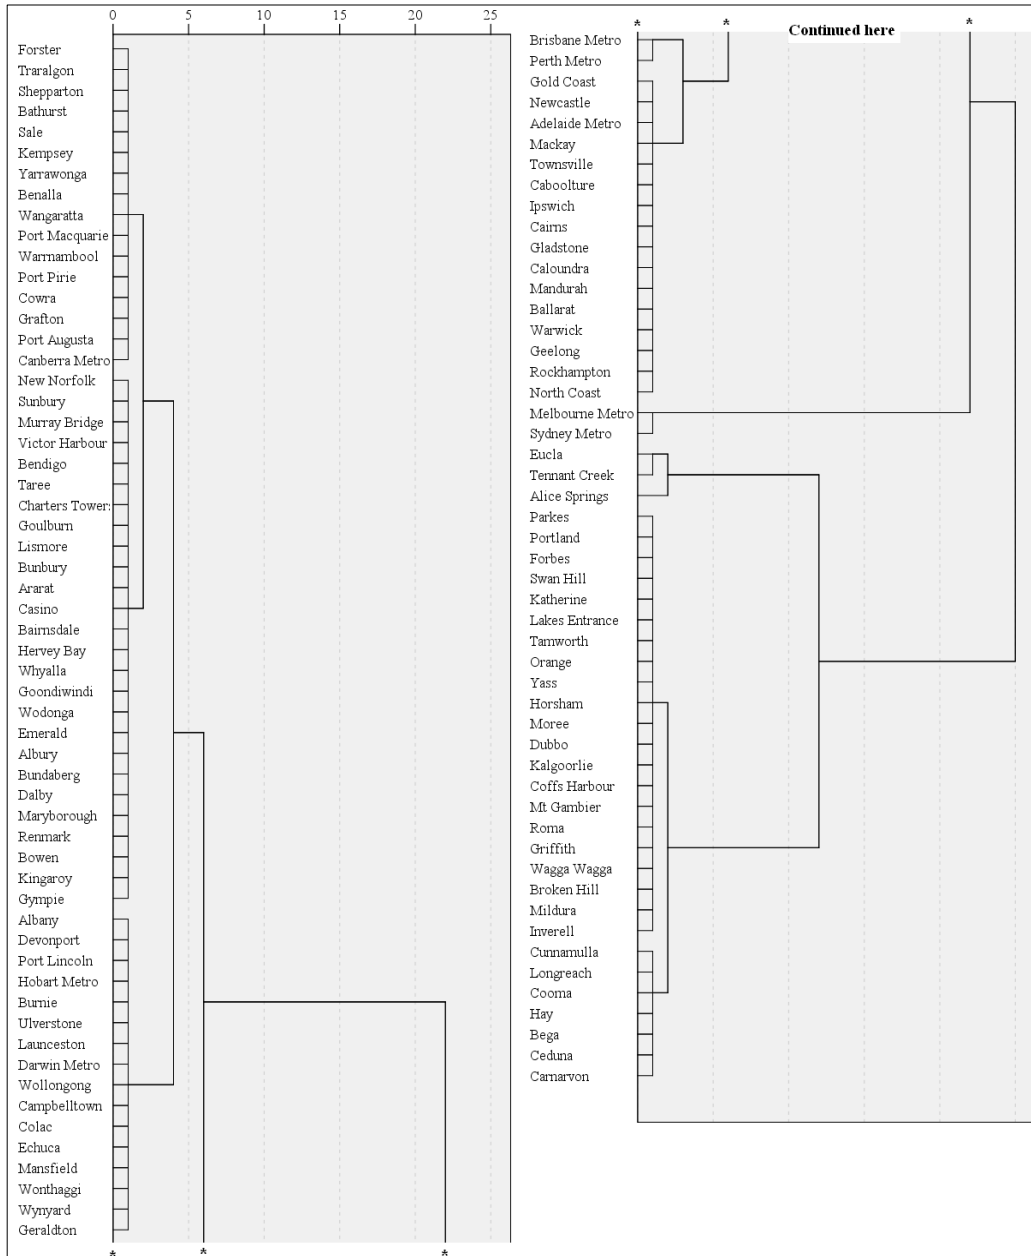 0 5 10 15 20 25
Forster
Traralgon
Shepparton
Bathurst
Sale
Kempsey
Yarrawonga
Benalla
Wangaratta
Port Macquarie
Warrnambool
Port Pirie
Cowra
Grafton
Port Augusta
Canberra Metro
New Norfolk
Sunbury
Murray Bridge
Victor Harbour
Bendigo
Taree
Charters Tower:
Goulburn
Lismore
Bunbury
Ararat
Casino
Bairnsdale
Hervey Bay
Whyalla
Goondiwindi
Wodonga
Emerald
Albury
Bundaberg
Dalby
Maryborough
Renmark
Bowen
Kingaroy
Gympie
Albany
Devonport
Port Lincoln
Hobart Metro
Burnie
Ulverstone
Launceston
Darwin Metro
Wollongong
Campbelltown
Colac
Echuca
Mansfield
Wonthaggi
Wynyard
Geraldton
* * *
* * *
Continued here
Brisbane Metro
Perth Metro
Gold Coast
Newcastle
Adelaide Metro
Mackay
Townsville
Caboolture
Ipswich
Cairns
Gladstone
Caloundra
Mandurah
Ballarat
Warwick
Geelong
Rockhampton
North Coast
Melbourne Metro
Sydney Metro
Eucla
Tennant Creek
Alice Springs
Parkes
Portland
Forbes
Swan Hill
Katherine
Lakes Entrance
Tamworth
Orange
Yass
Horsham
Moree
Dubbo
Kalgoorlie
Coffs Harbour
Mt Gambier
Roma
Griffith
Wagga Wagga
Broken Hill
Mildura
Inverell
Cunnamulla
Longreach
Cooma
Hay
Bega
Ceduna
Carnarvon